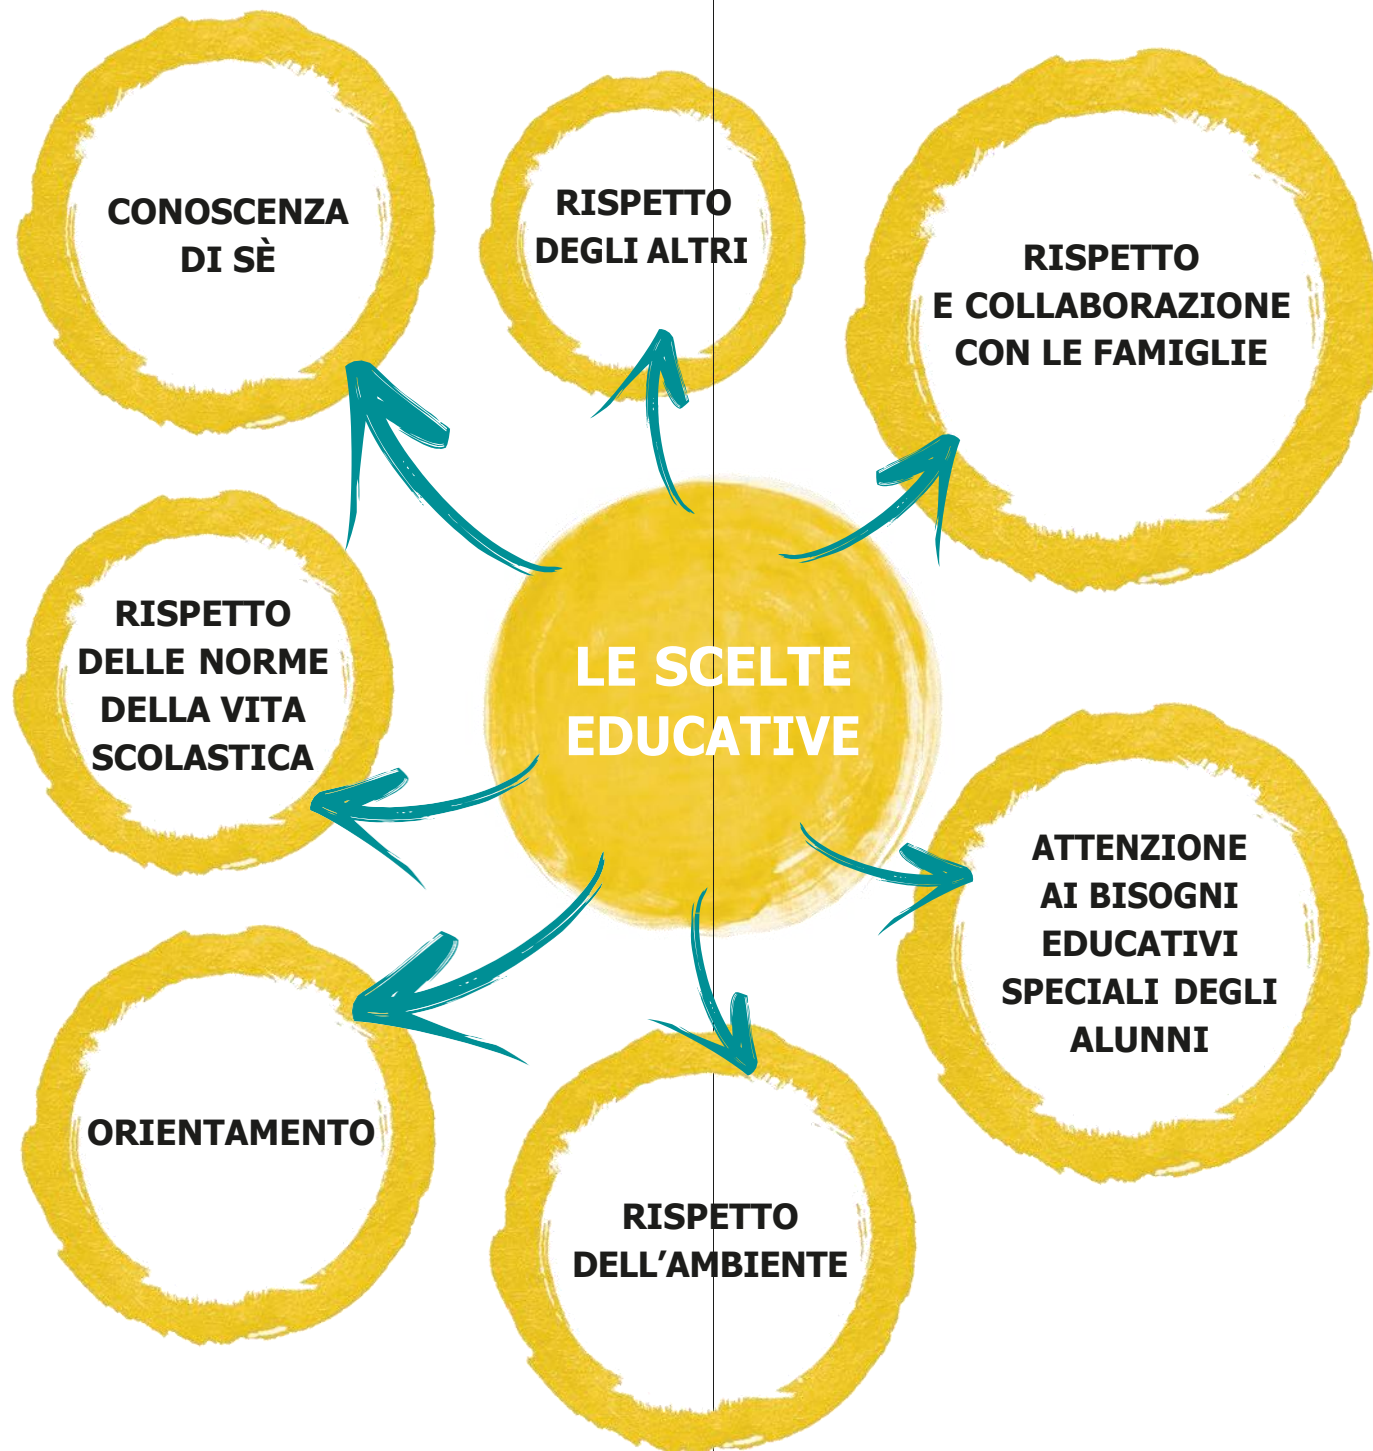 CONOSCENZA
DI SÈ
RISPETTO
DEGLI ALTRI
RISPETTO
E COLLABORAZIONE
CON LE FAMIGLIE
RISPETTO
DELLE NORME
DELLA VITA
SCOLASTICA
LE SCELTE
EDUCATIVE
ATTENZIONE
AI BISOGNI
EDUCATIVI
SPECIALI DEGLI
ALUNNI
ORIENTAMENTO
RISPETTO
DELL’AMBIENTE